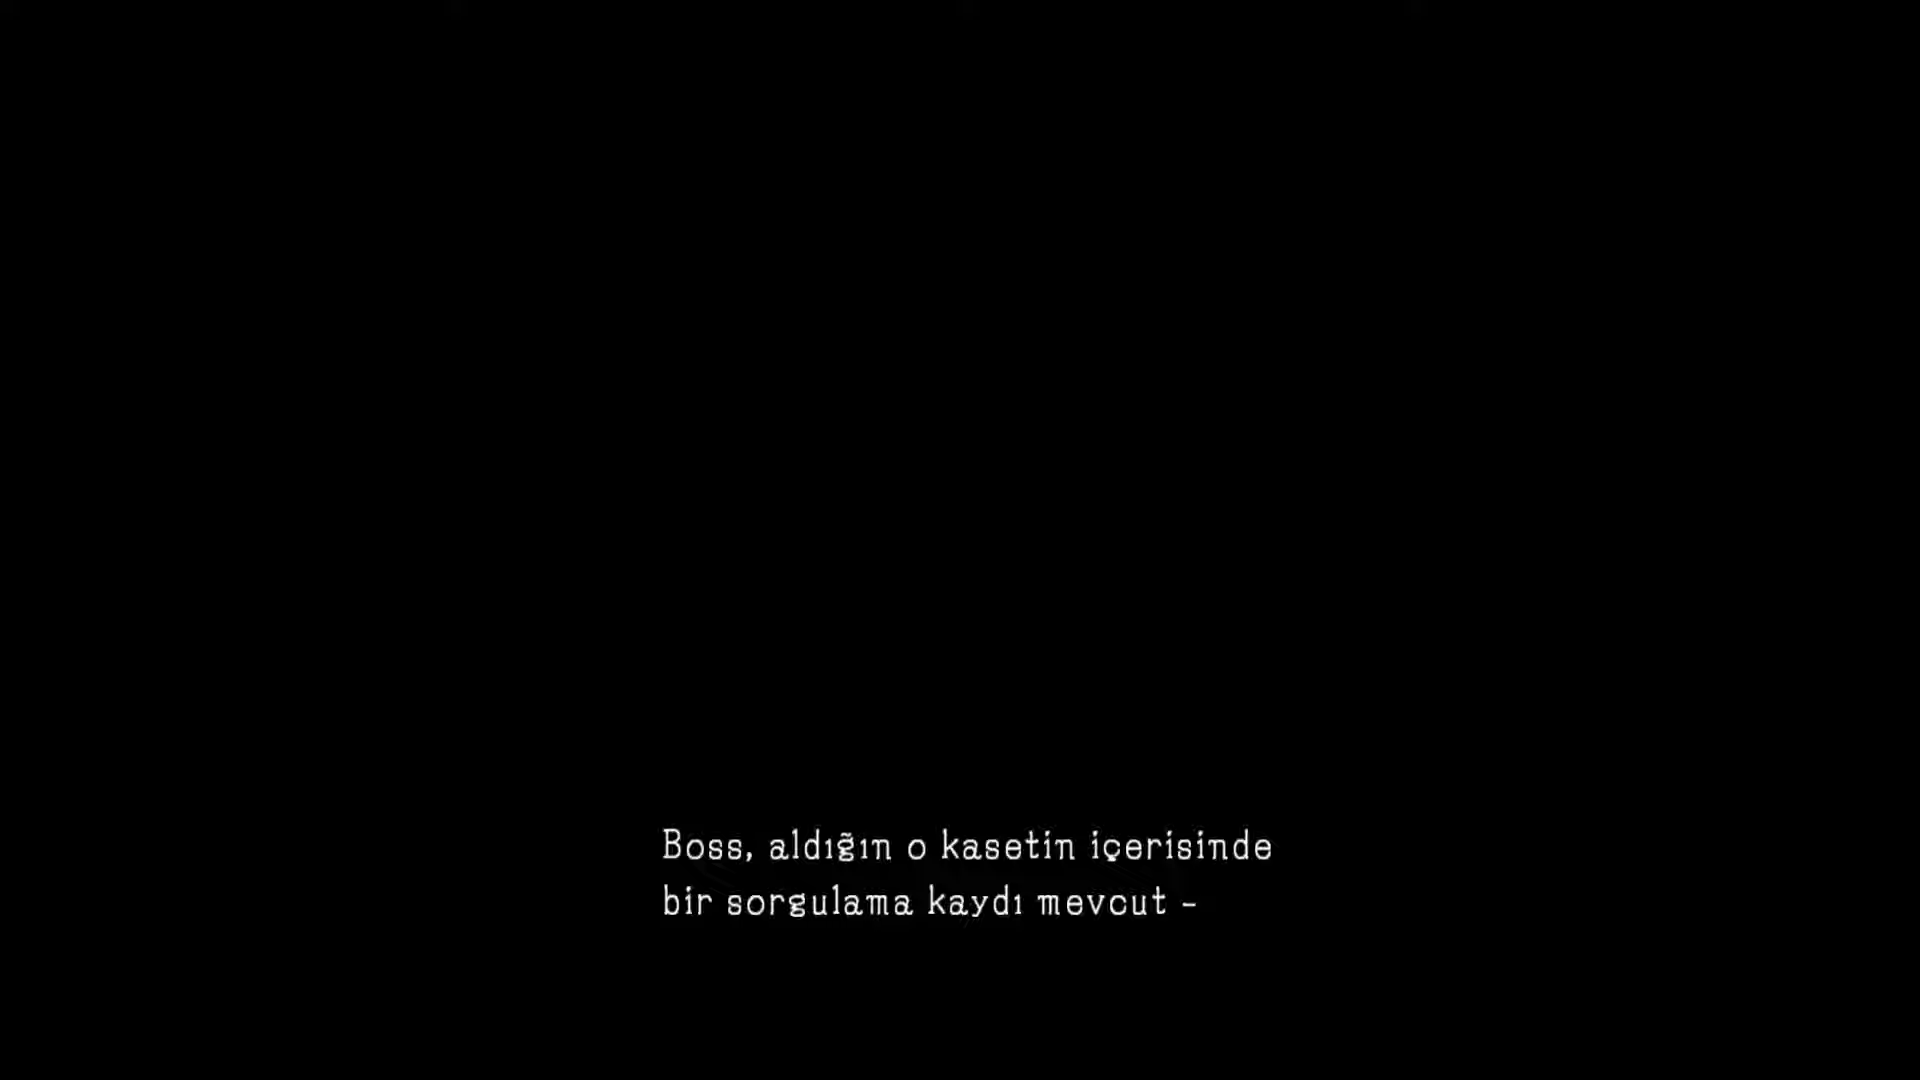 Boss, aldığın o kasetin içerisinde
bir sorgulama kaydı mevcut -